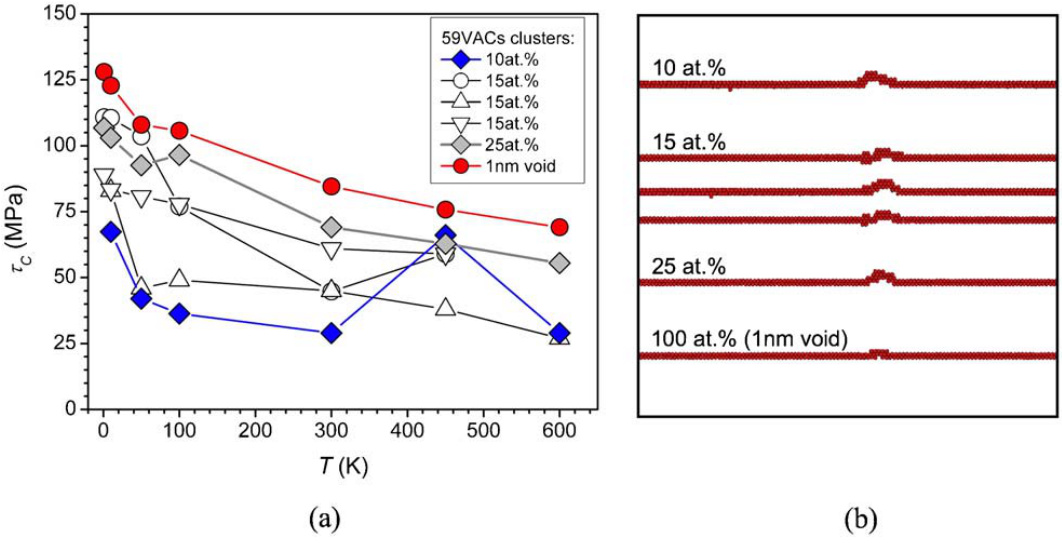 150
125
100
75
50
25
0
τC (MPa)
0 100 200 300 400 500 600
T (K)
59VACs clusters:
10at.%
15at.%
15at.%
15at.%
25at.%
1nm void
(a)
10 at.%
15 at.%
25 at.%
100 at.% (1nm void)
(b)